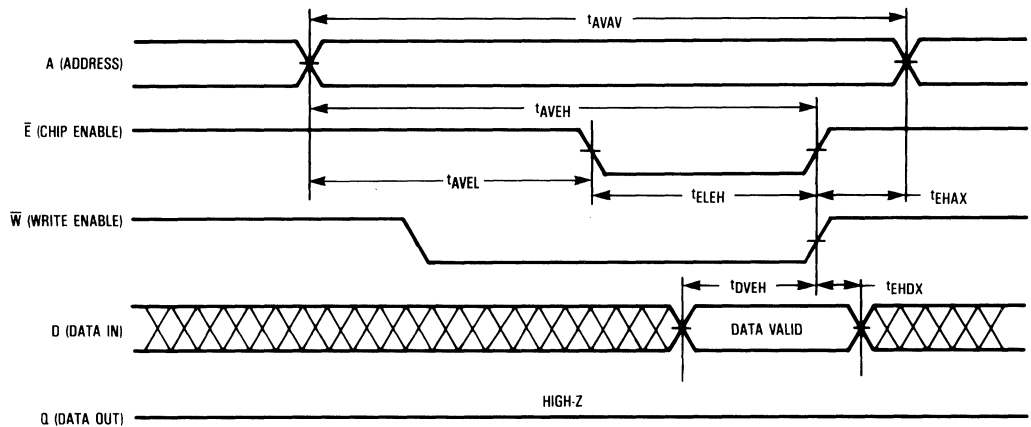 tAVAV
A (ADDRESS)
tAVEH
E̅ (CHIP ENABLE)
tAVEL
tELEH
tEHAX
W̅ (WRITE ENABLE)
tDVEH
tEHDX
D (DATA IN)
DATA VALID
HIGH-Z
Q (DATA OUT)